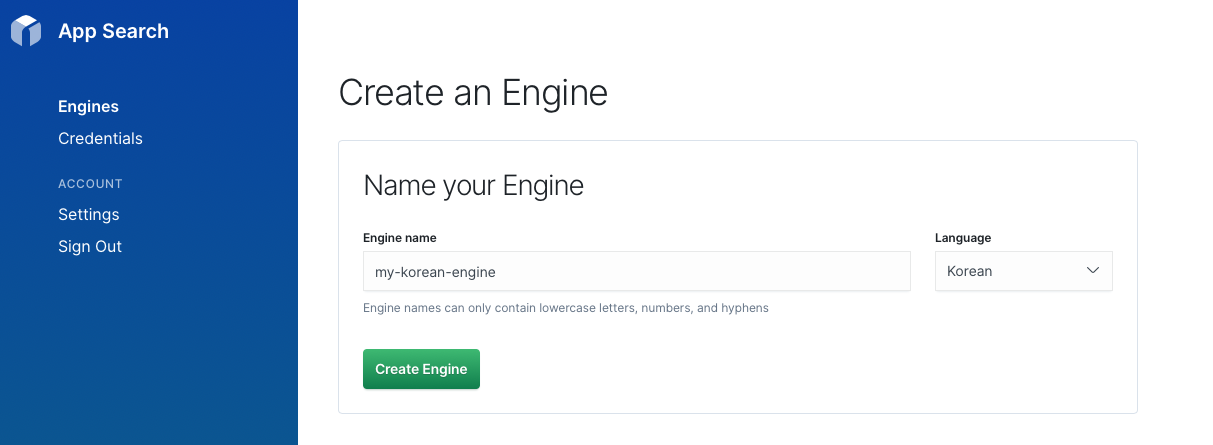 App Search
Engines
Credentials
ACCOUNT
Settings
Sign Out
Create an Engine
Name your Engine
Engine name
Language
my-korean-engine
Korean
Engine names can only contain lowercase letters, numbers, and hyphens
Create Engine